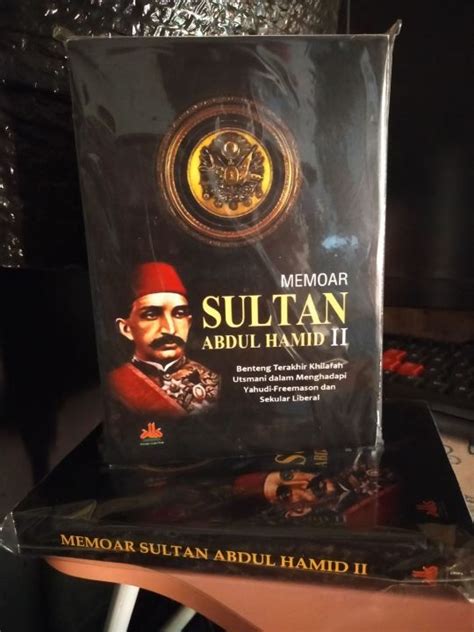 MEMOAR
SULTAN
ABDUL HAMID II
Benteng Terakhir Khilafah
Utsmani dalam Menghadapi
Yahudi-Freemason dan
Sekular Liberal
MEMOAR SULTAN ABDUL HAMID II